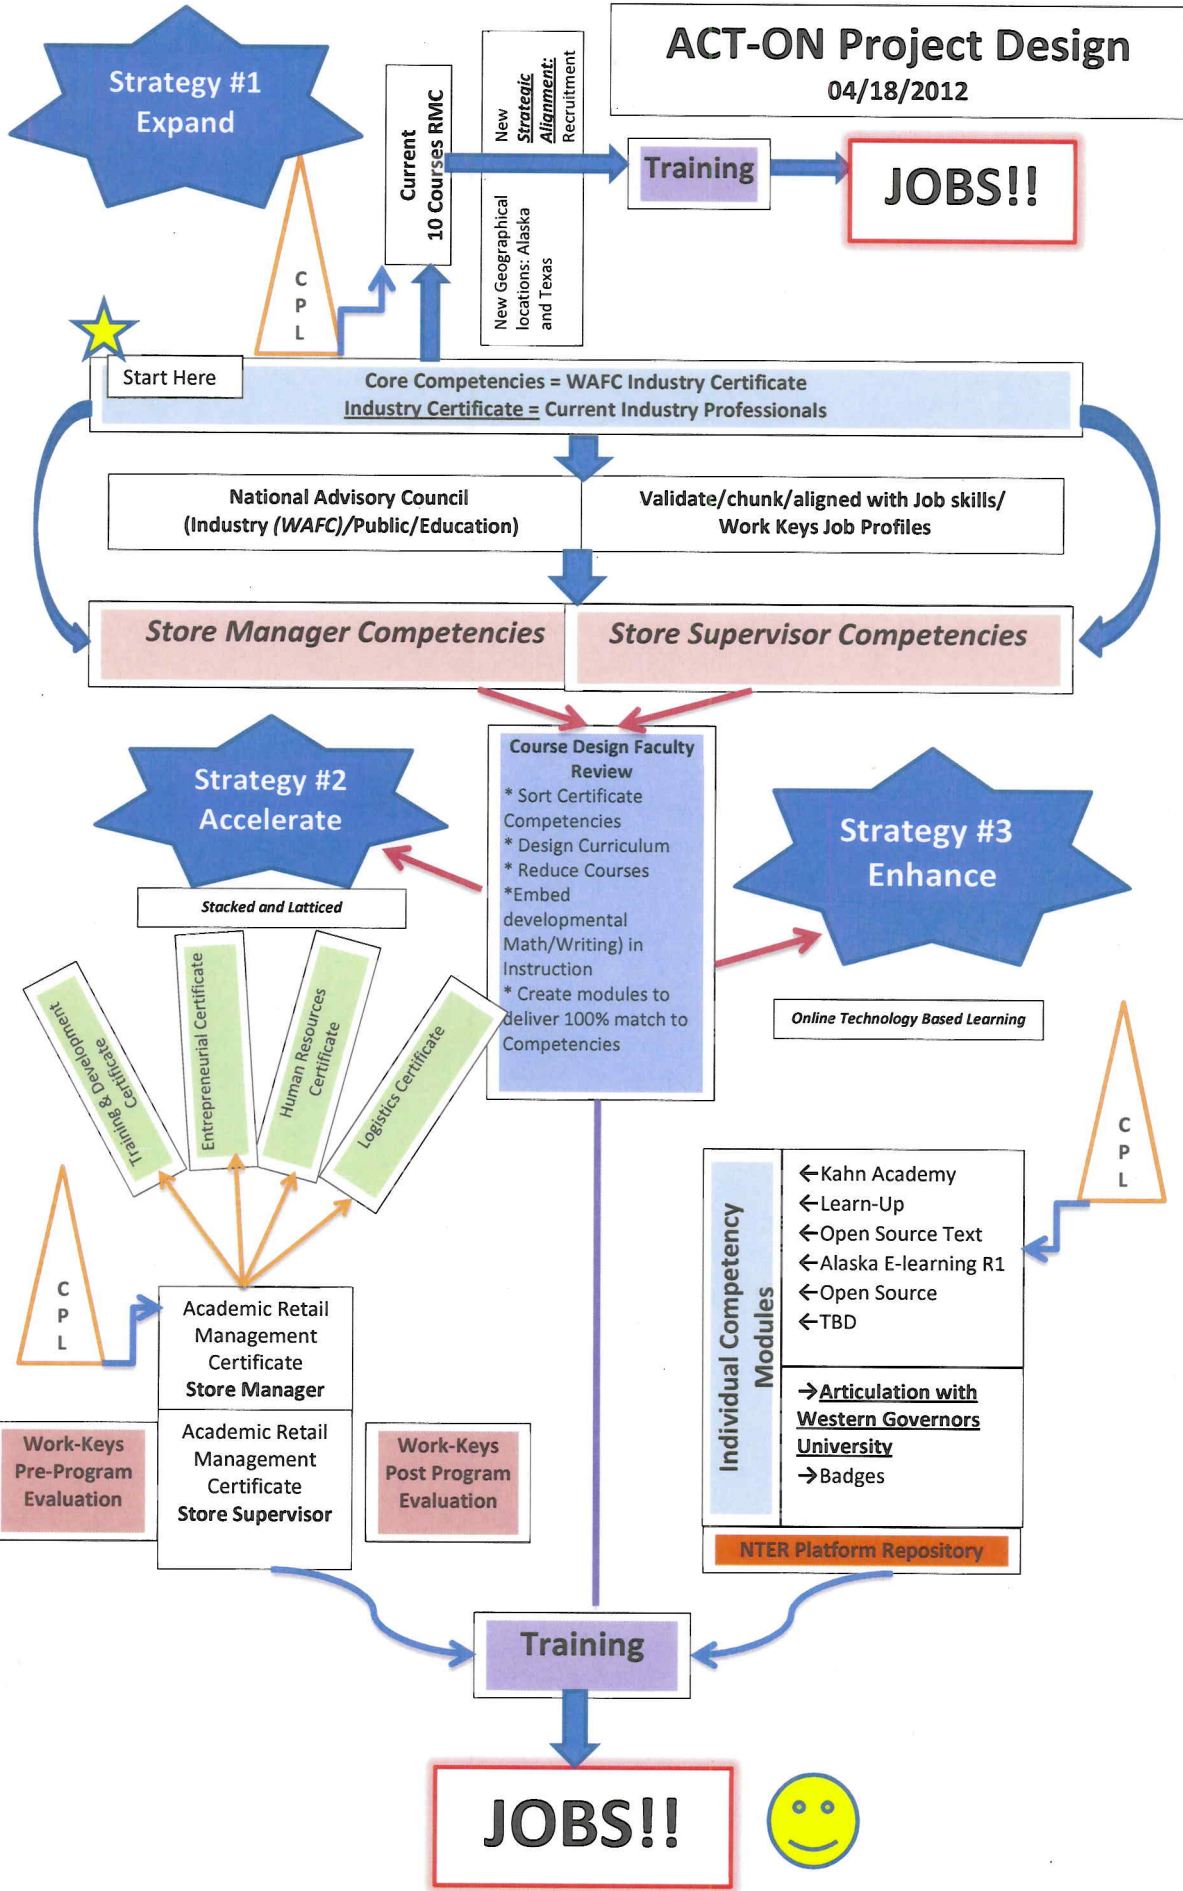 ACT-ON Project Design
04/18/2012
Strategy #1
Expand
Current
10 Courses RMC
New
Strategic
Alignment:
Recruitment
New Geographical
locations: Alaska
and Texas
Training
JOBS!!
C
P
L
Start Here
Core Competencies = WAFC Industry Certificate
Industry Certificate = Current Industry Professionals
National Advisory Council
(Industry (WAFC)/Public/Education)
Validate/chunk/aligned with Job skills/
Work Keys Job Profiles
Store Manager Competencies
Store Supervisor Competencies
Course Design Faculty
Review
* Sort Certificate
Competencies
* Design Curriculum
* Reduce Courses
*Embed
developmental
Math/Writing) in
Instruction
* Create modules to
deliver 100% match to
Competencies
Strategy #2
Accelerate
Stacked and Latticed
Training & Development
Certificate
Entrepreneurial Certificate
Human Resources
Certificate
Logistics Certificate
C
P
L
Academic Retail
Management
Certificate
Store Manager
Academic Retail
Management
Certificate
Store Supervisor
Work-Keys
Pre-Program
Evaluation
Work-Keys
Post Program
Evaluation
Strategy #3
Enhance
Online Technology Based Learning
C
P
L
Individual Competency
Modules
←Kahn Academy
←Learn-Up
←Open Source Text
←Alaska E-learning R1
←Open Source
←TBD
→Articulation with
Western Governors
University
→Badges
NTER Platform Repository
Training
JOBS!!